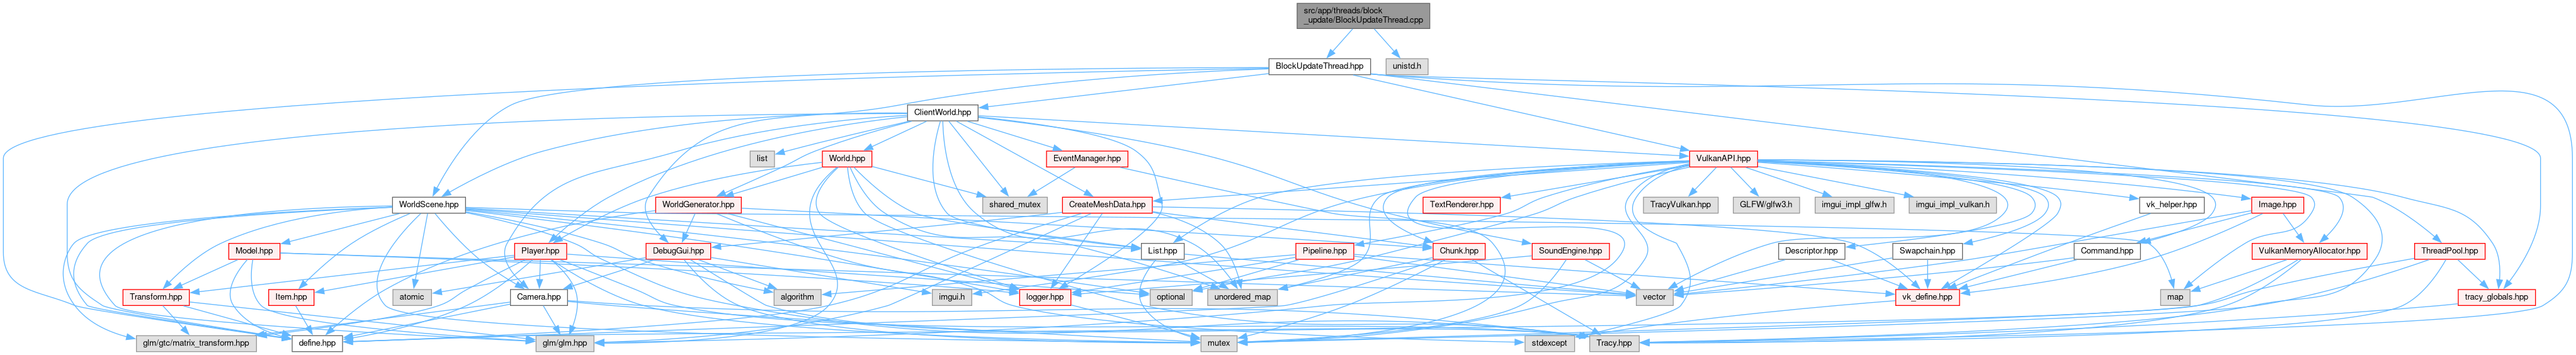 src/app/threads/block
_update/BlockUpdateThread.cpp
BlockUpdateThread.hpp
unistd.h
ClientWorld.hpp
list
World.hpp
EventManager.hpp
VulkanAPI.hpp
WorldScene.hpp
WorldGenerator.hpp
shared_mutex
CreateMeshData.hpp
TextRenderer.hpp
TracyVulkan.hpp
GLFW/glfw3.h
imgui_impl_glfw.h
imgui_impl_vulkan.h
vk_helper.hpp
Image.hpp
Model.hpp
Player.hpp
DebugGui.hpp
List.hpp
Pipeline.hpp
Chunk.hpp
SoundEngine.hpp
Descriptor.hpp
Swapchain.hpp
Command.hpp
VulkanMemoryAllocator.hpp
ThreadPool.hpp
Transform.hpp
Item.hpp
atomic
Camera.hpp
algorithm
imgui.h
logger.hpp
optional
unordered_map
vector
vk_define.hpp
map
tracy_globals.hpp
glm/gtc/matrix_transform.hpp
define.hpp
glm/glm.hpp
mutex
stdexcept
Tracy.hpp